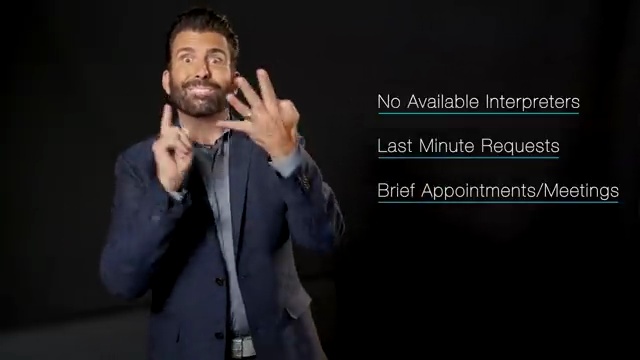 No Available Interpreters
Last Minute Requests
Brief Appointments/Meetings